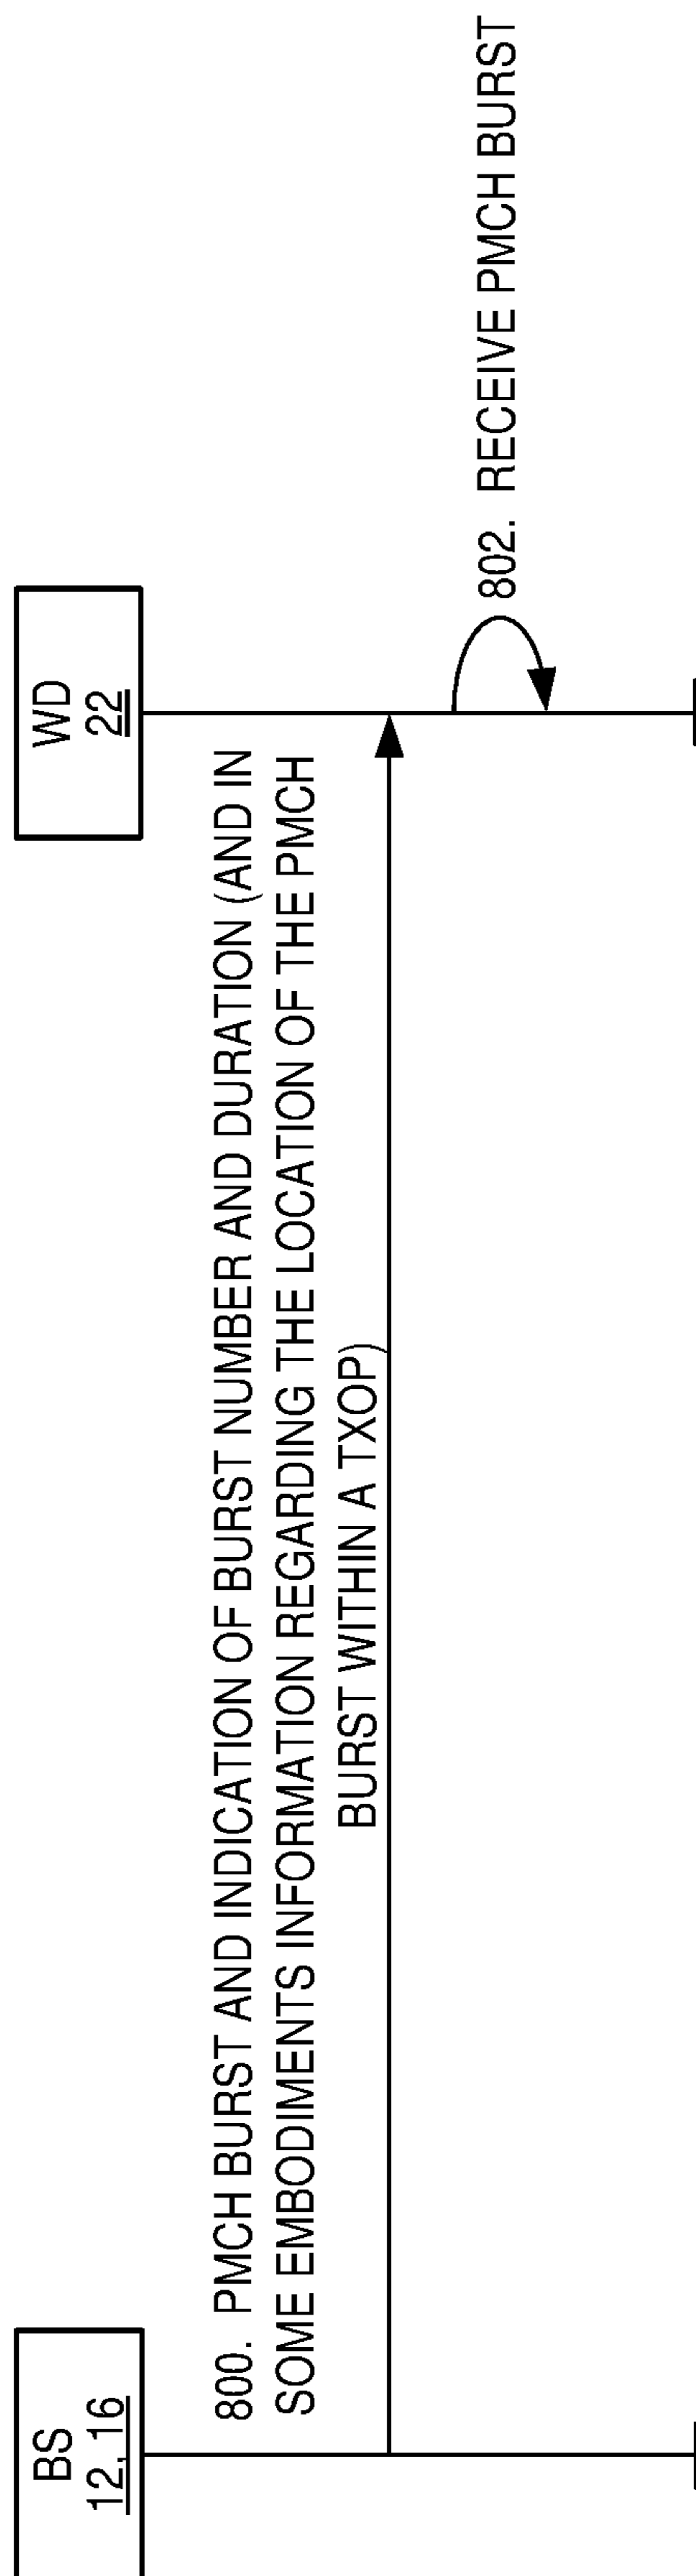 BS
12, 16
WD
22
800. PMCH BURST AND INDICATION OF BURST NUMBER AND DURATION (AND IN
SOME EMBODIMENTS INFORMATION REGARDING THE LOCATION OF THE PMCH
BURST WITHIN A TXOP)
802. RECEIVE PMCH BURST